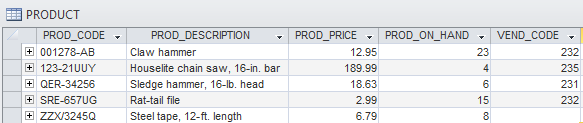 PRODUCT
PROD_CODE PROD_DESCRIPTION PROD_PRICE PROD_ON_HAND VEND_CODE
001278-AB Claw hammer 12.95 23 232
123-21UUY Houselite chain saw, 16-in. bar 189.99 4 235
QER-34256 Sledge hammer, 16-lb. head 18.63 6 231
SRE-657UG Rat-tail file 2.99 15 232
ZZX/3245Q Steel tape, 12-ft. length 6.79 8